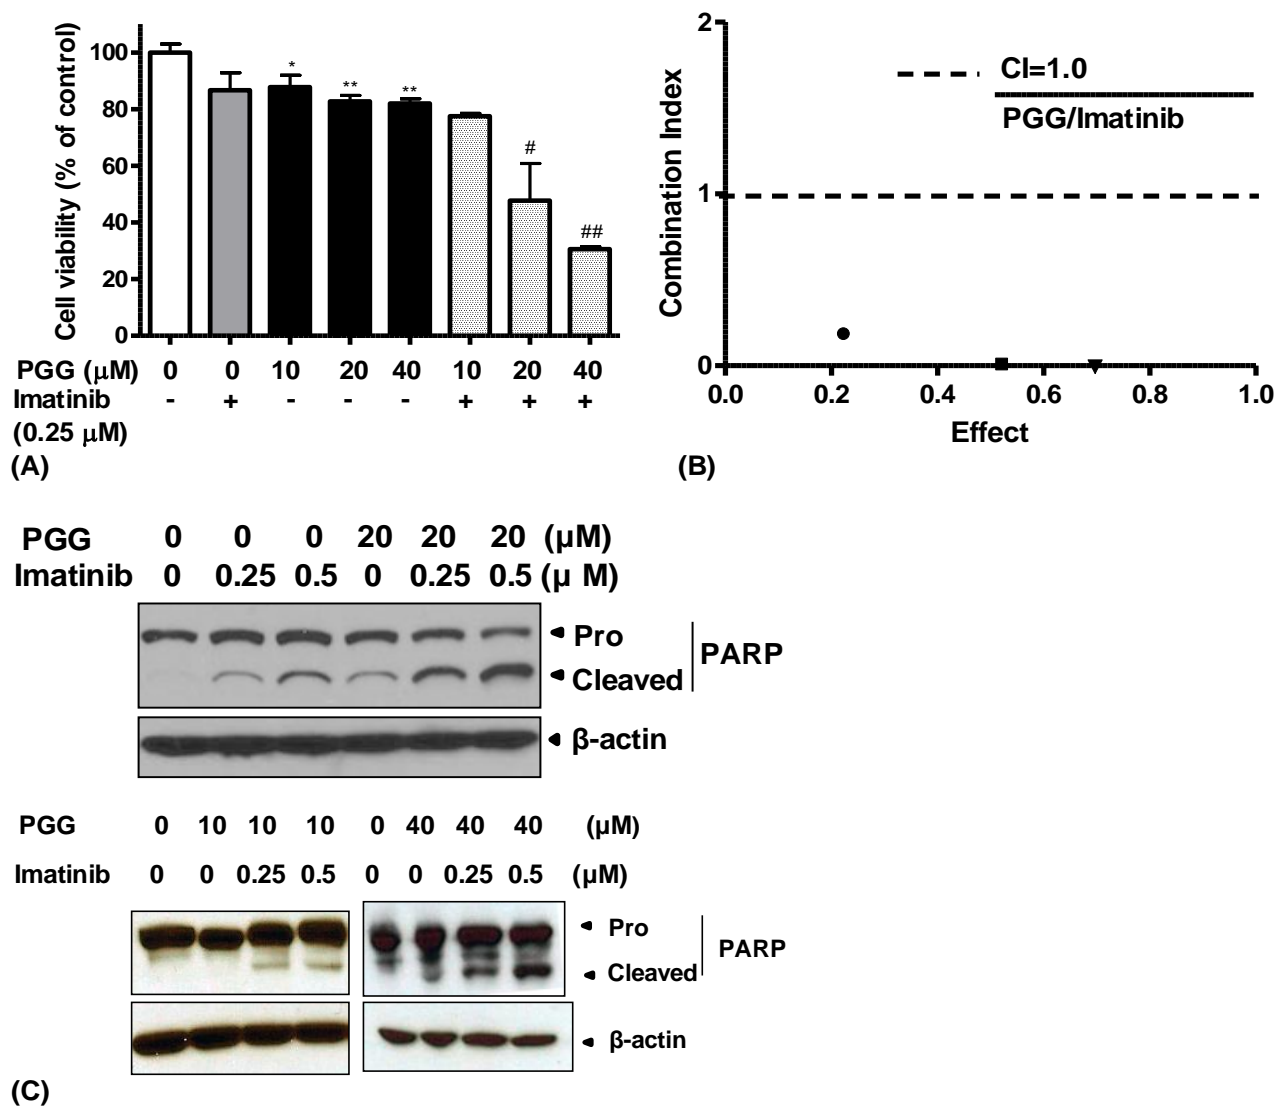 Cell viability (% of control)
100
80
60
40
20
0
*
**
**
#
##
PGG (μM) 0 0 10 20 40 10 20 40
Imatinib - + - - - + + +
(0.25 μM)
(A)
Combination Index
2
1
0
CI=1.0
PGG/Imatinib
0.0 0.2 0.4 0.6 0.8 1.0
Effect
(B)
PGG 0 0 0 20 20 20 (μM)
Imatinib 0 0.25 0.5 0 0.25 0.5 (μ M)
Pro
Cleaved
PARP
β-actin
PGG 0 10 10 10 0 40 40 40 (μM)
Imatinib 0 0 0.25 0.5 0 0 0.25 0.5 (μM)
Pro
Cleaved
PARP
β-actin
(C)